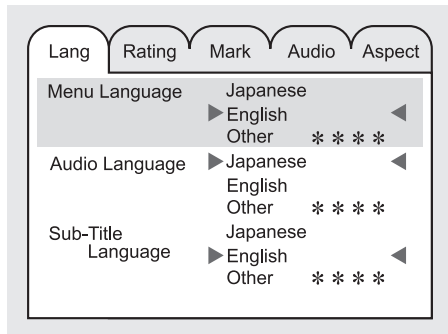 Lang Rating Mark Audio Aspect
Menu Language Japanese
English
Other ＊＊＊＊
Audio Language Japanese
English
Other ＊＊＊＊
Sub-Title Japanese
Language English
Other ＊＊＊＊